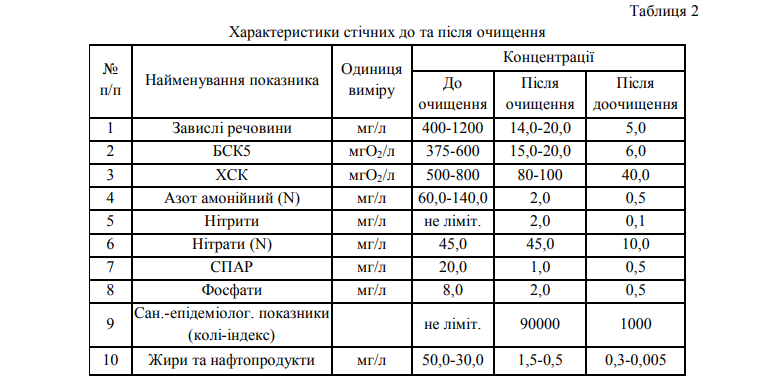 Таблиця 2
Характеристики стічних до та після очищення
№ п/п Найменування показника Одиниця виміру Концентрації
До очищення Після очищення Після доочищення
1 Завислі речовини мг/л 400-1200 14,0-20,0 5,0
2 БСК5 мгО₂/л 375-600 15,0-20,0 6,0
3 ХСК мгО₂/л 500-800 80-100 40,0
4 Азот амонійний (N) мг/л 60,0-140,0 2,0 0,5
5 Нітрити мг/л не ліміт. 2,0 0,1
6 Нітрати (N) мг/л 45,0 45,0 10,0
7 СПАР мг/л 20,0 1,0 0,5
8 Фосфати мг/л 8,0 2,0 0,5
9 Сан.-епідеміолог. показники (колі-індекс) не ліміт. 90000 1000
10 Жири та нафтопродукти мг/л 50,0-30,0 1,5-0,5 0,3-0,005